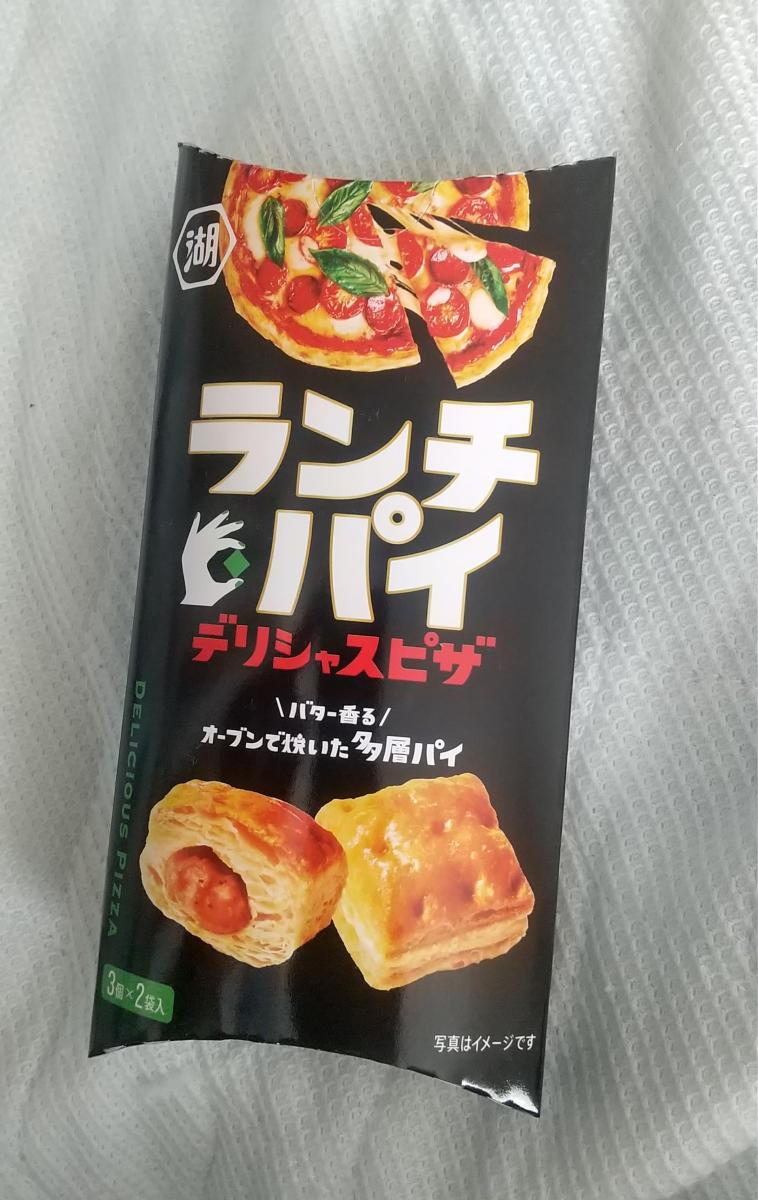 湖
ランチ
パイ
デリシャスピザ
\バター香る/
オーブンで焼いた多層パイ
DELICIOUS PIZZA
3個×2袋入
写真はイメージです